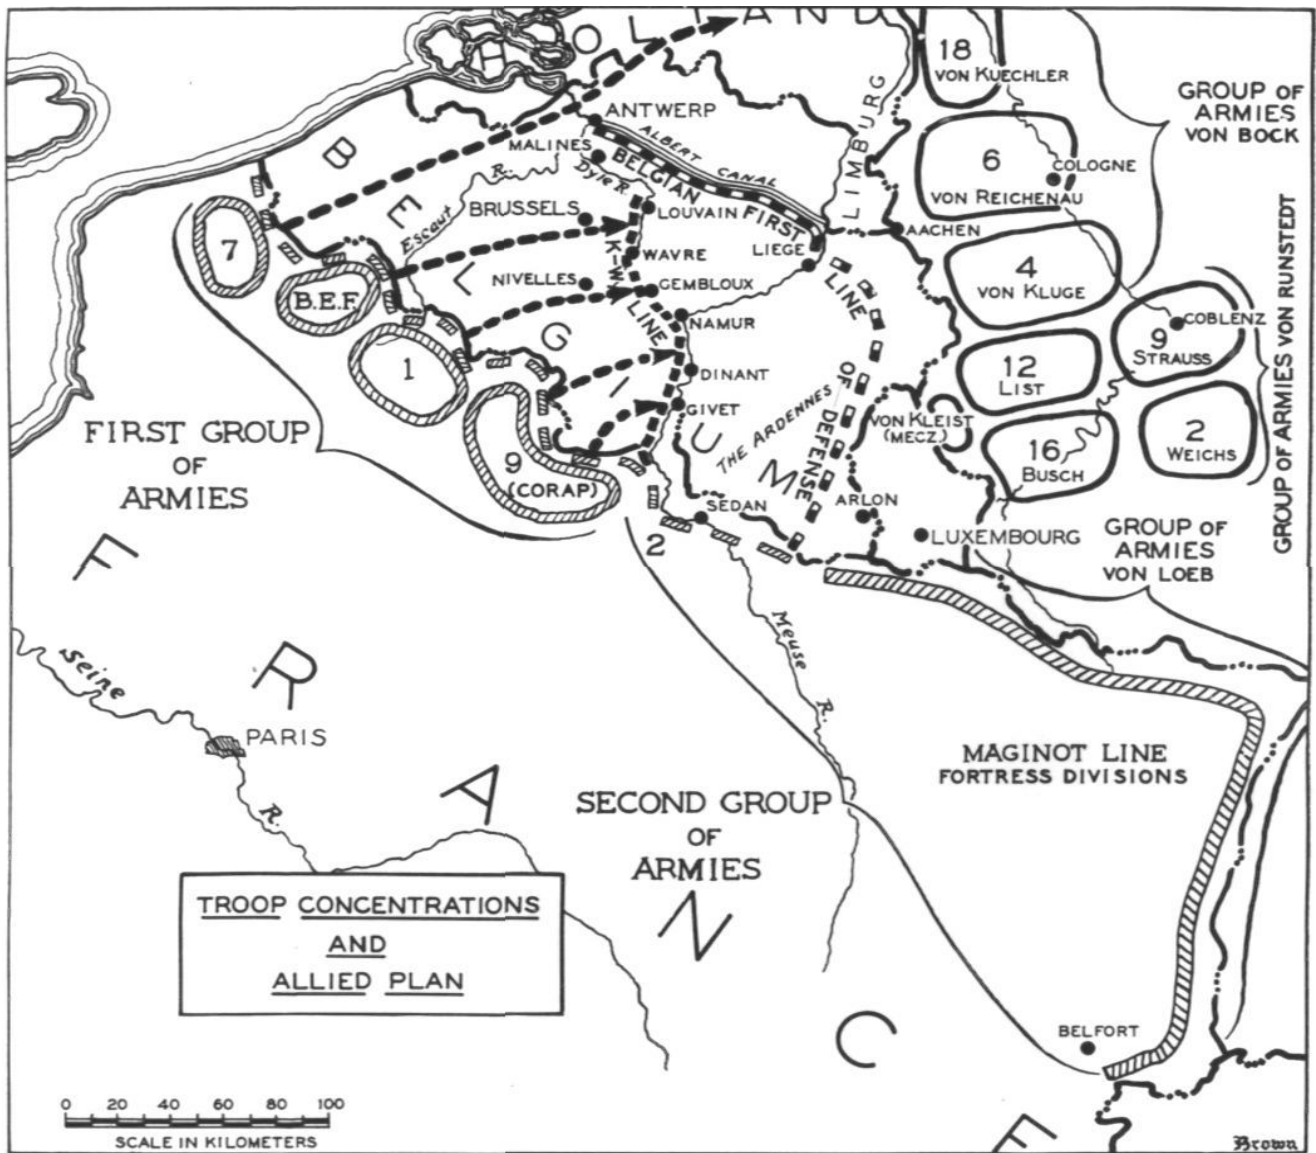 HOLLAND
18
VON KUECHLER
GROUP OF
ARMIES
VON BOCK
LIMBURG
ANTWERP
ALBERT CANAL
MALINES
BELGIAN FIRST
LINE
OF DEFENSE
Dyle R.
6
COLOGNE
VON REICHENAU
BELGIUM
Escaut R.
BRUSSELS
LOUVAIN
AACHEN
7
K-W
LINE
WAVRE
LIEGE
4
VON KLUGE
B.E.F.
NIVELLES
GEMBLOUX
NAMUR
9
STRAUSS
COBLENZ
GROUP OF ARMIES VON RUNSTEDT
1
DINANT
12
LIST
GIVET
VON KLEIST
(MECZ.)
2
WEICHS
FIRST GROUP
OF
ARMIES
THE ARDENNES
16
BUSCH
9
(CORAP)
SEDAN
ARLON
LUXEMBOURG
GROUP OF
ARMIES
VON LOEB
2
FRANCE
Meuse R.
Seine R.
PARIS
MAGINOT LINE
FORTRESS DIVISIONS
SECOND GROUP
OF
ARMIES
TROOP CONCENTRATIONS
AND
ALLIED PLAN
BELFORT
0 20 40 60 80 100
SCALE IN KILOMETERS
Brown